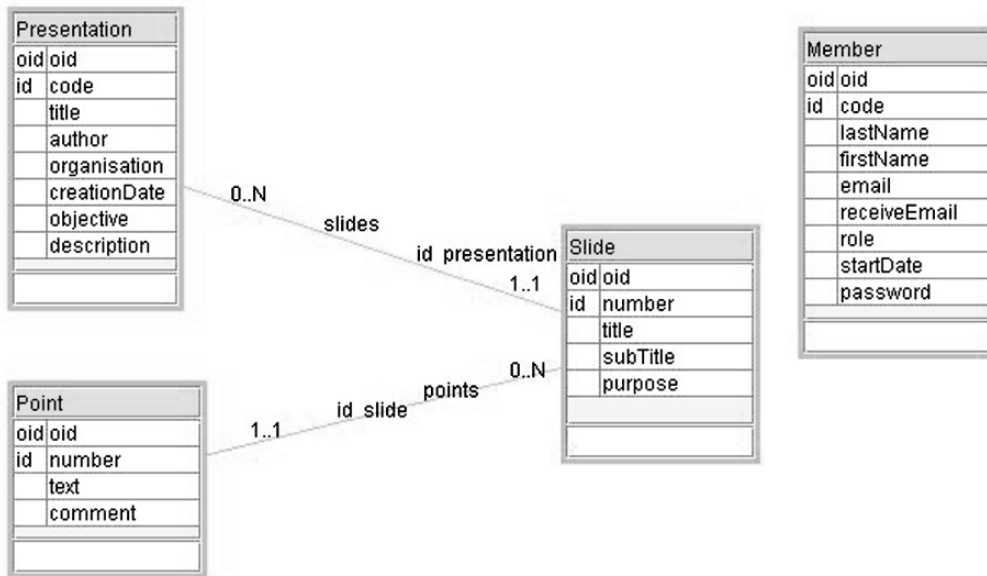 Presentation
oid oid
id code
title
author
organisation
creationDate
objective
description
0..N
slides
id presentation
1..1
Slide
oid oid
id number
title
subTitle
purpose
Member
oid oid
id code
lastName
firstName
email
receiveEmail
role
startDate
password
Point
oid oid
id number
text
comment
1..1
id slide
points
0..N